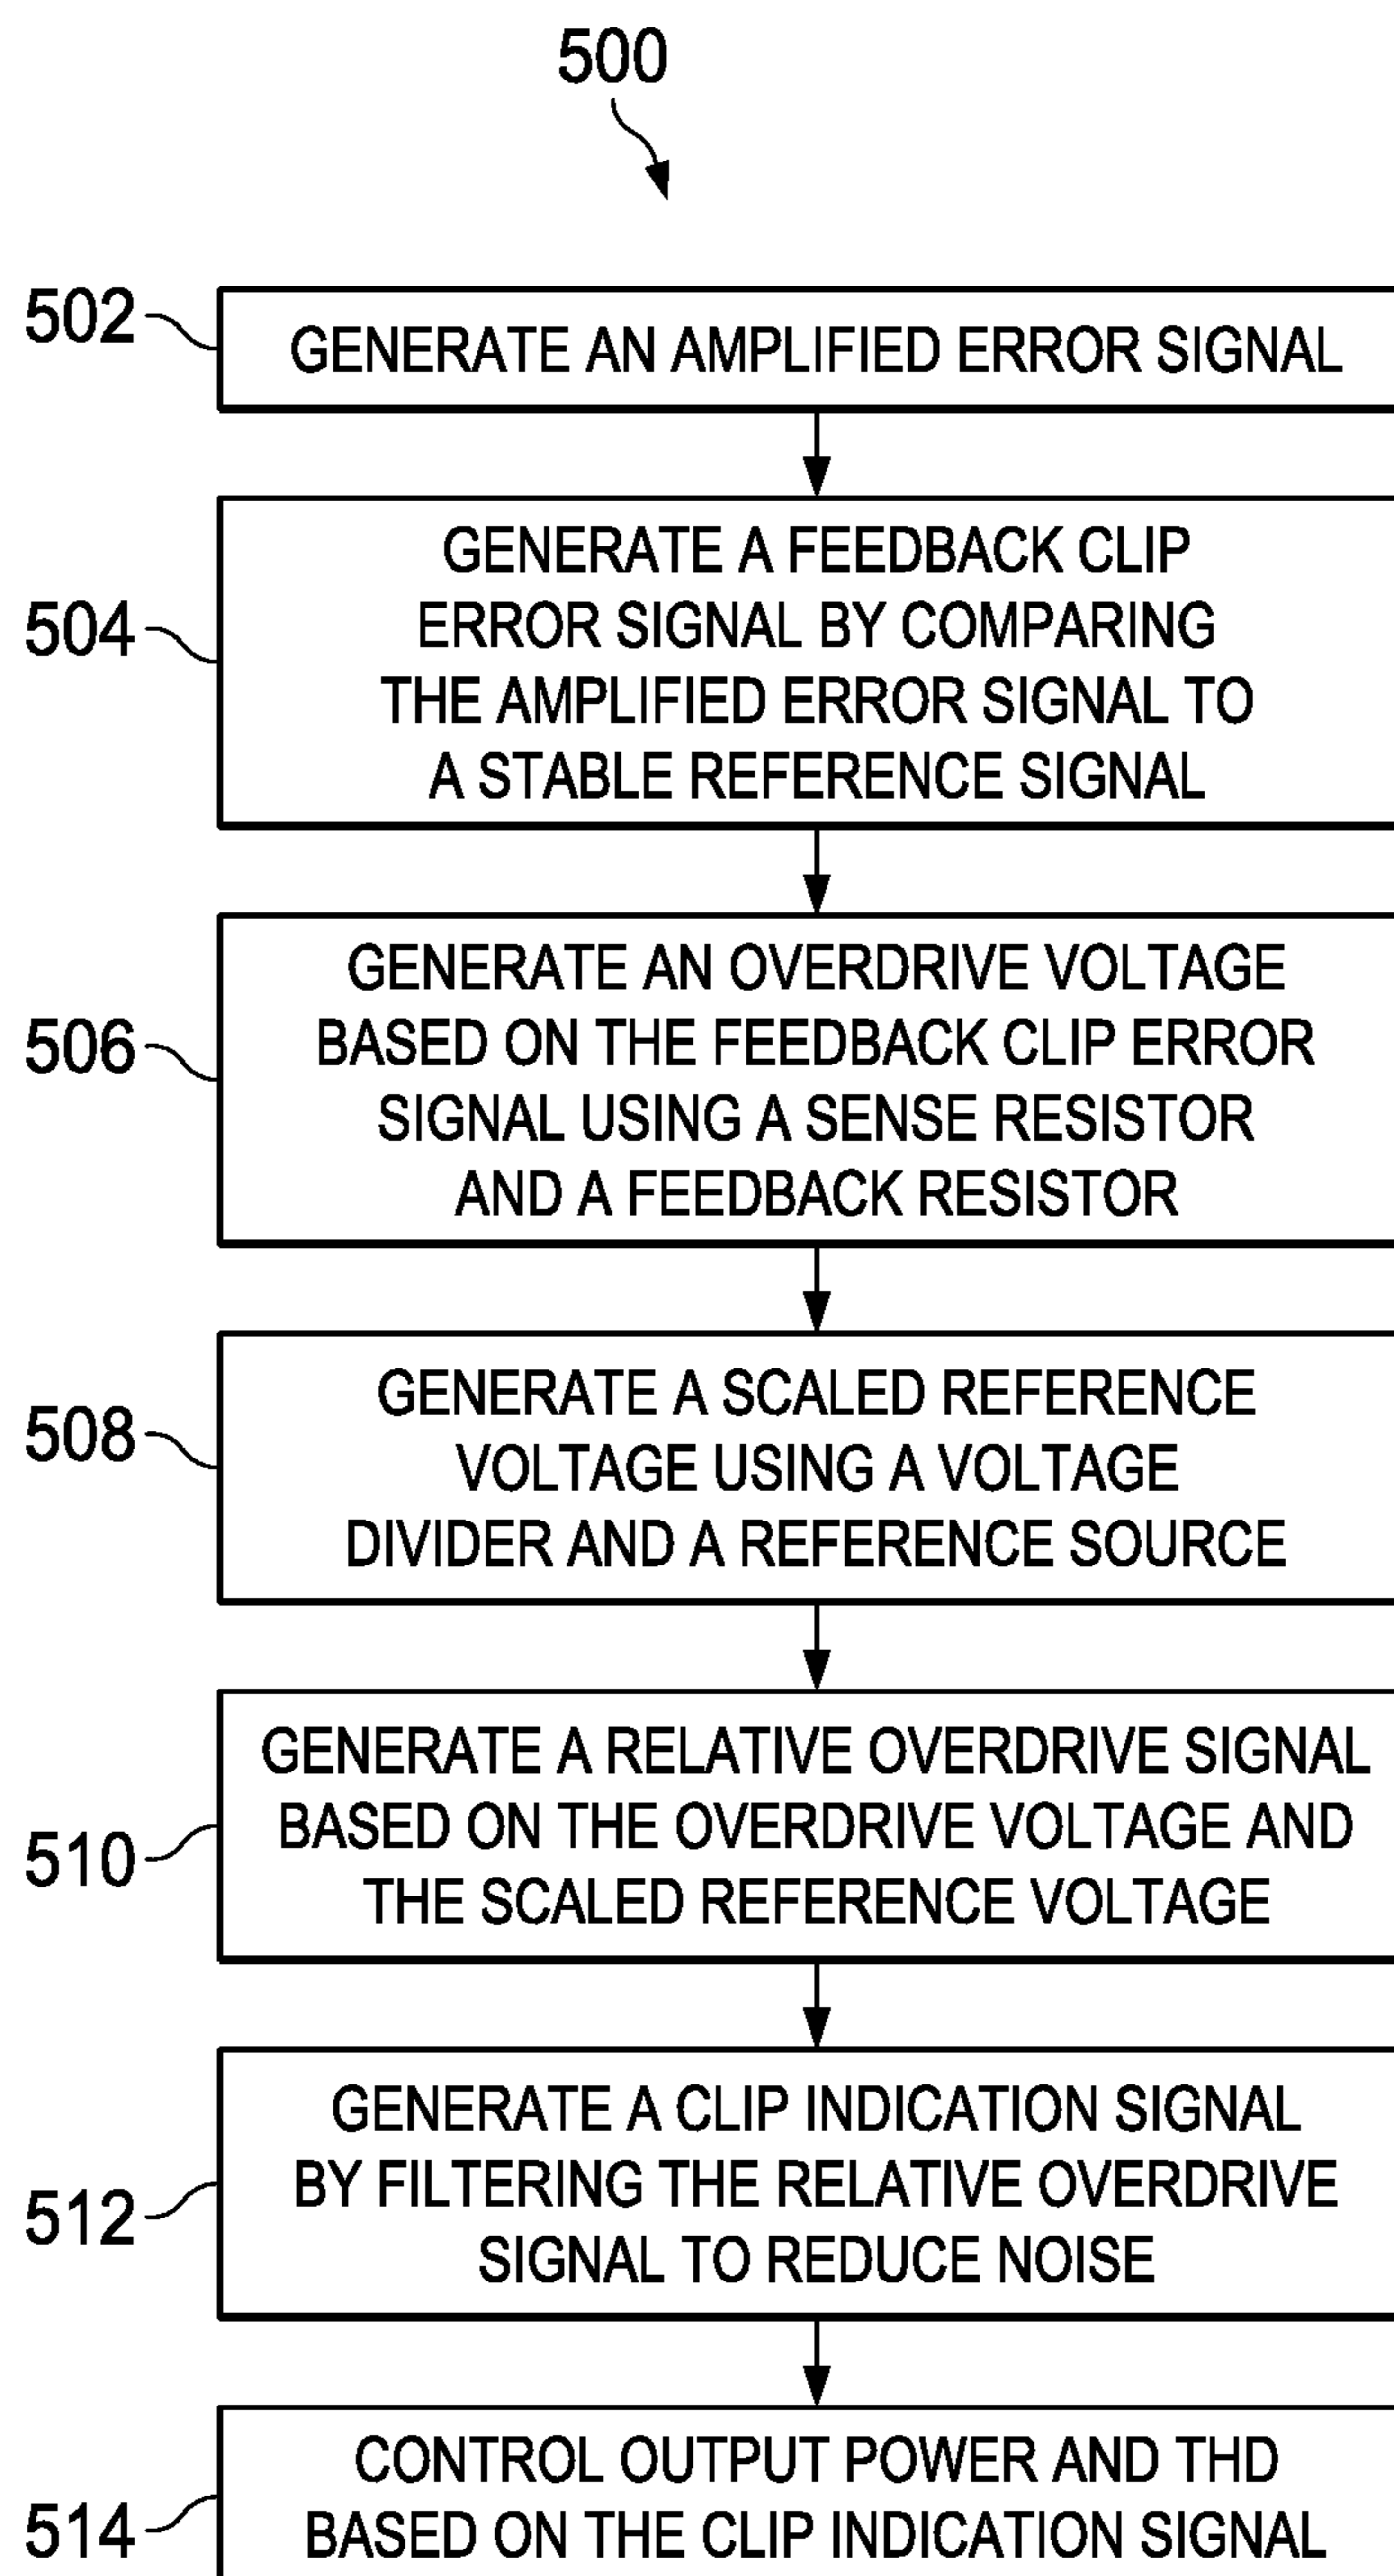 500
502
GENERATE AN AMPLIFIED ERROR SIGNAL
504
GENERATE A FEEDBACK CLIP
ERROR SIGNAL BY COMPARING
THE AMPLIFIED ERROR SIGNAL TO
A STABLE REFERENCE SIGNAL
506
GENERATE AN OVERDRIVE VOLTAGE
BASED ON THE FEEDBACK CLIP ERROR
SIGNAL USING A SENSE RESISTOR
AND A FEEDBACK RESISTOR
508
GENERATE A SCALED REFERENCE
VOLTAGE USING A VOLTAGE
DIVIDER AND A REFERENCE SOURCE
510
GENERATE A RELATIVE OVERDRIVE SIGNAL
BASED ON THE OVERDRIVE VOLTAGE AND
THE SCALED REFERENCE VOLTAGE
512
GENERATE A CLIP INDICATION SIGNAL
BY FILTERING THE RELATIVE OVERDRIVE
SIGNAL TO REDUCE NOISE
514
CONTROL OUTPUT POWER AND THD
BASED ON THE CLIP INDICATION SIGNAL